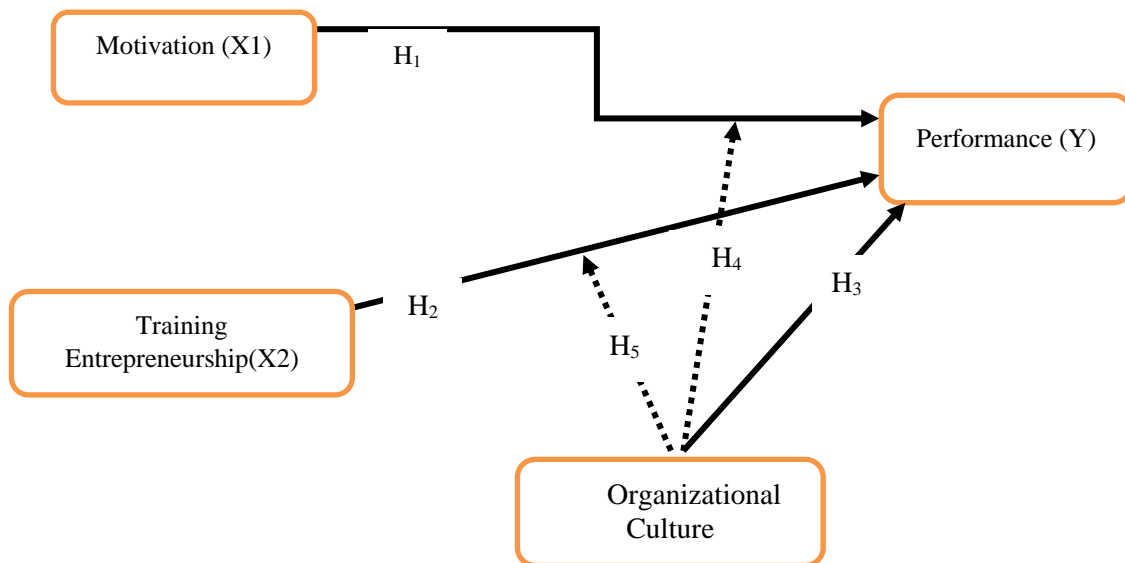 Motivation (X1)
H1
Performance (Y)
H4
H3
H2
Training
Entrepreneurship(X2)
H5
Organizational
Culture